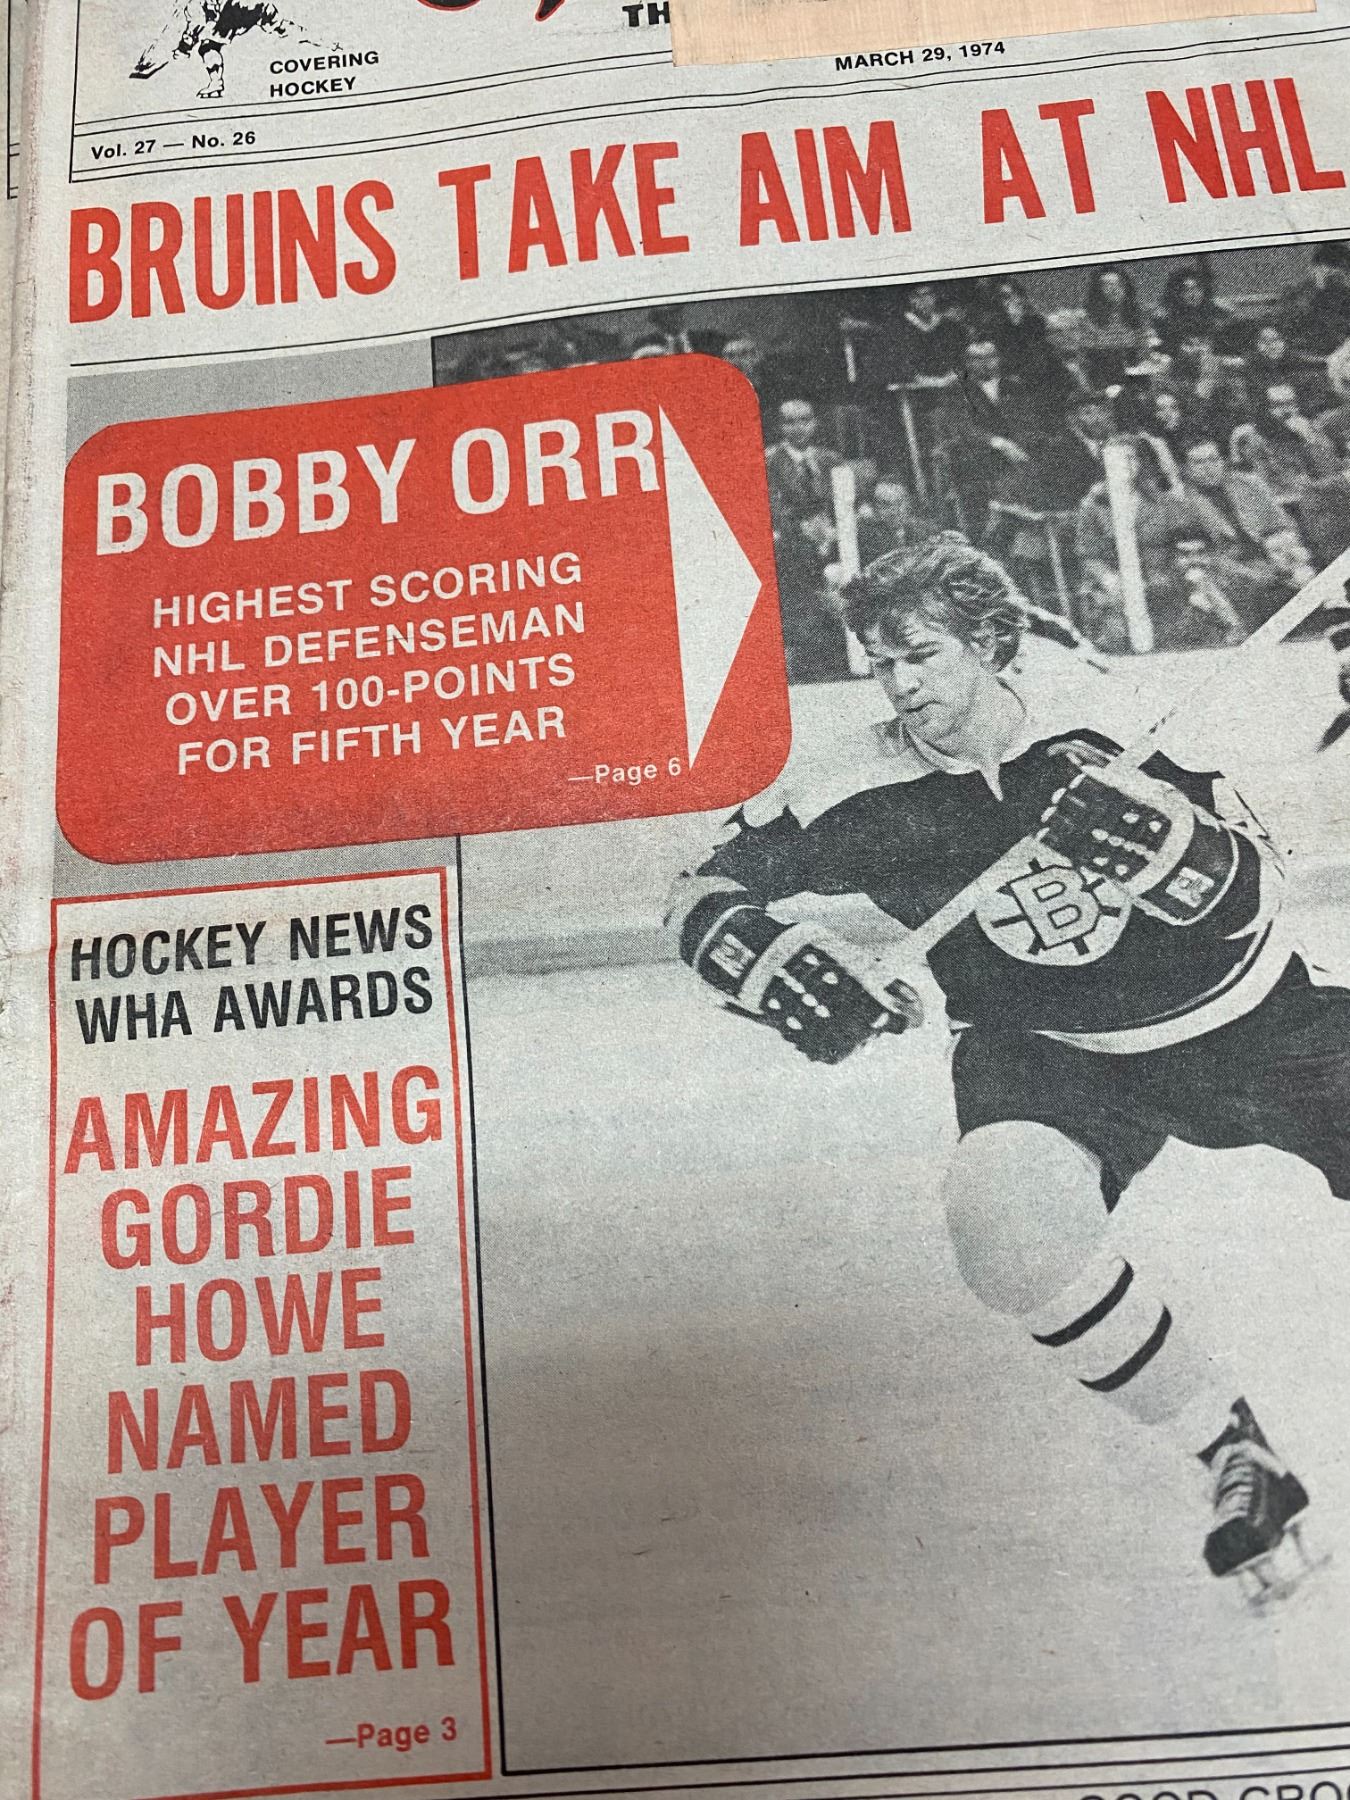 COVERING
HOCKEY
MARCH 29, 1974
Vol. 27 — No. 26
BRUINS TAKE AIM AT NHL
BOBBY ORR
HIGHEST SCORING
NHL DEFENSEMAN
OVER 100-POINTS
FOR FIFTH YEAR
—Page 6
B
HOCKEY NEWS
WHA AWARDS
AMAZING
GORDIE
HOWE
NAMED
PLAYER
OF YEAR
—Page 3